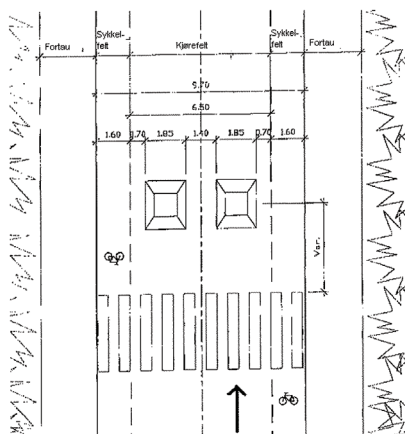 Sykkel-
felt
Sykkel-
felt
Fortau
Kjørefelt
Fortau
9.70
6.50
1.60 0.70 1.85 1.40 1.85 0.70 1.60
Var.